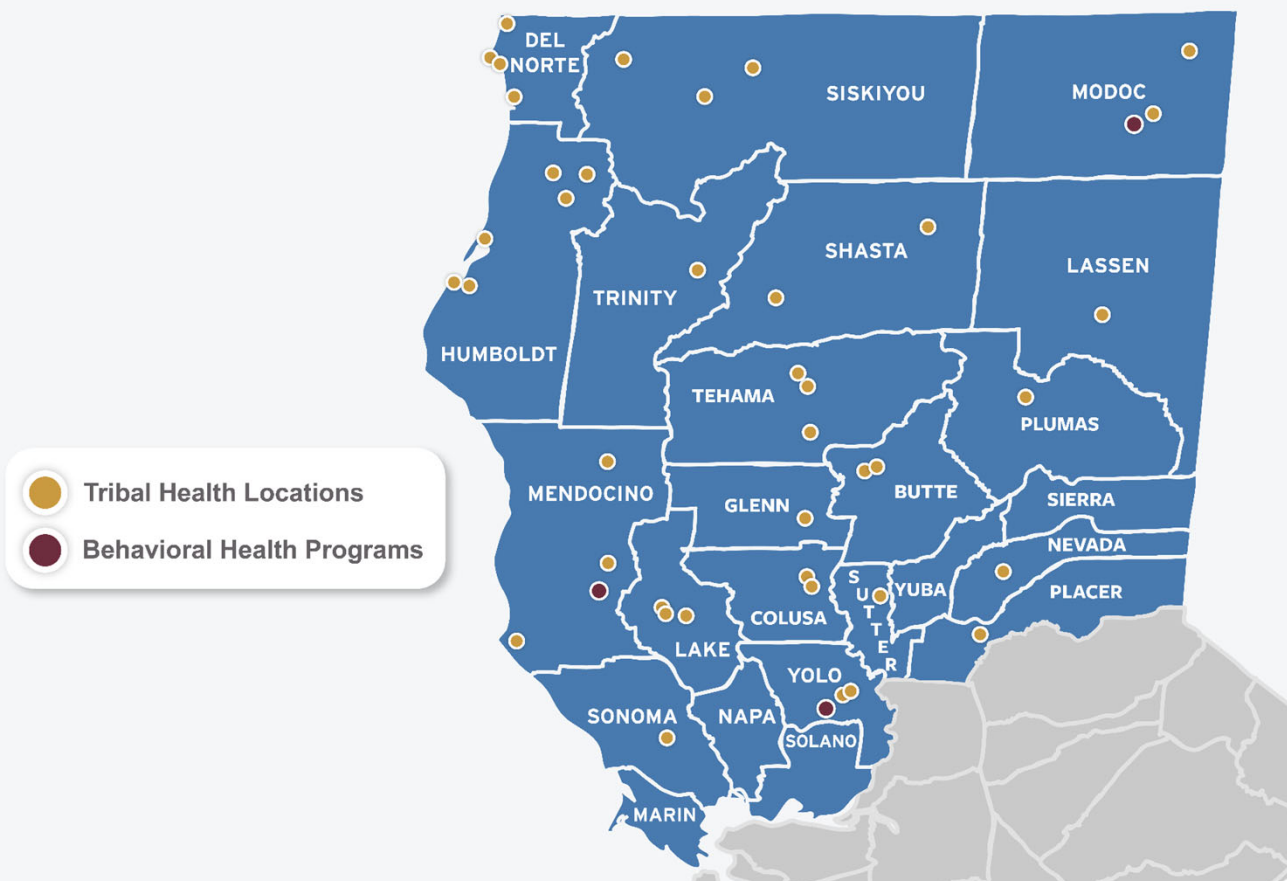 DEL
NORTE
SISKIYOU
MODOC
SHASTA
LASSEN
TRINITY
HUMBOLDT
TEHAMA
PLUMAS
Tribal Health Locations
Behavioral Health Programs
MENDOCINO
GLENN
BUTTE
SIERRA
NEVADA
COLUSA
SUTTER
YUBA
PLACER
LAKE
YOLO
SONOMA
NAPA
SOLANO
MARIN